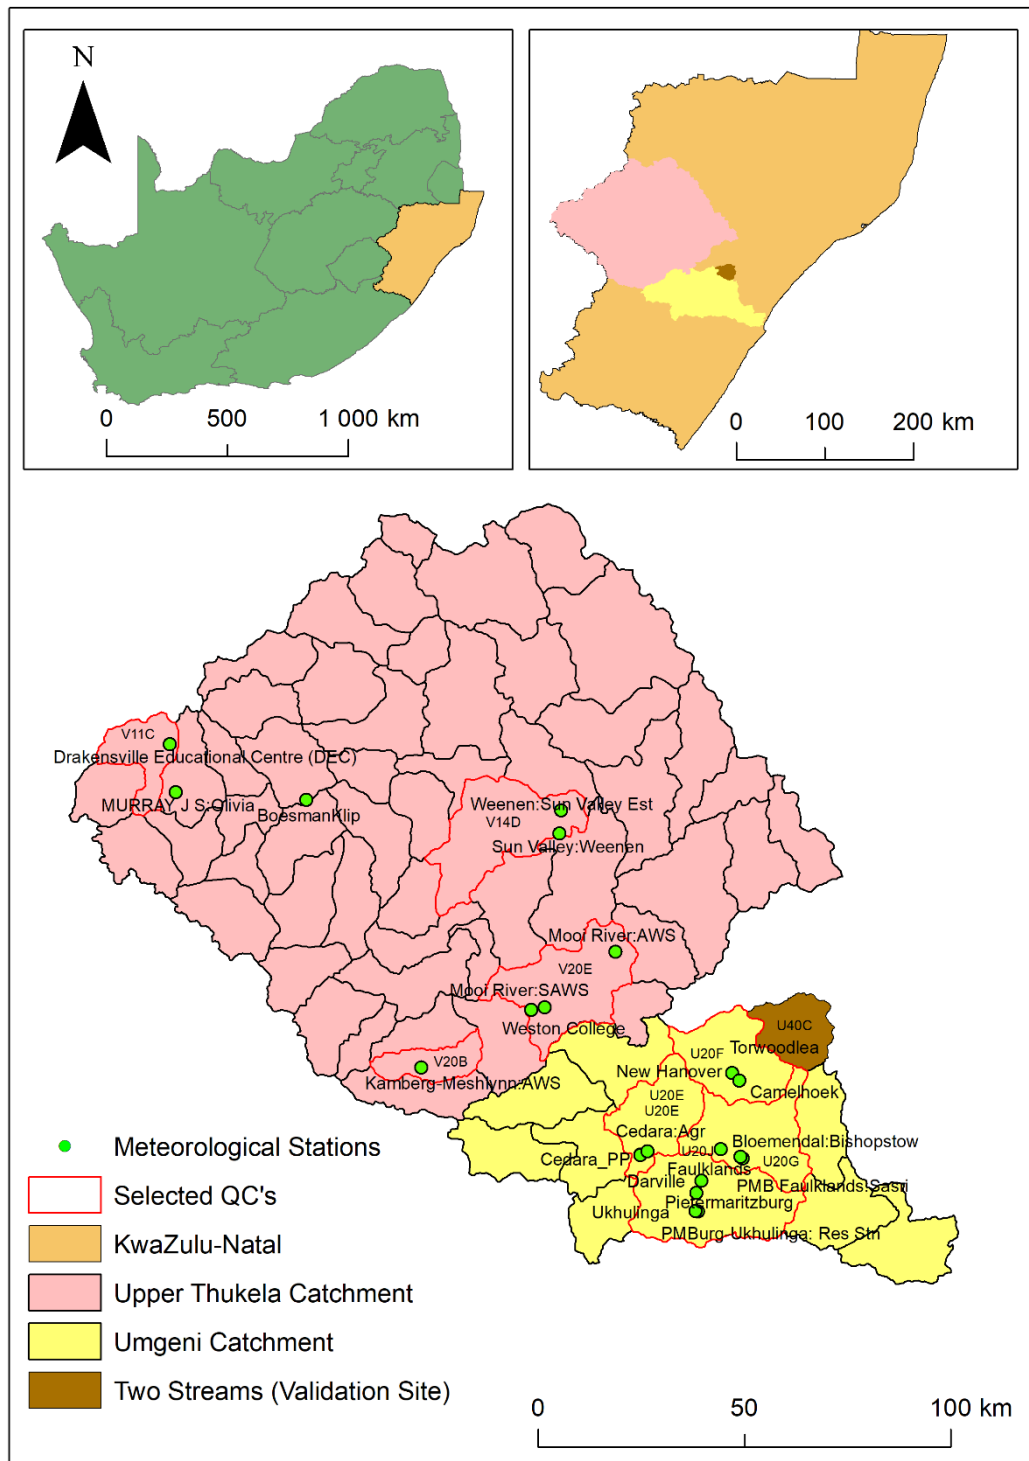 N
0 500 1 000 km
0 100 200 km
V11C
Drakensville Educational Centre (DEC)
MURRAY J S:Olivia
BoesmanKlip
Weenen:Sun Valley Est
V14D
Sun Valley:Weenen
Mooi River:AWS
V20E
Mooi River:SAWS
Weston College
V20B
Kamberg-Meshlynn:AWS
U40C
Torwoodlea
U20F
New Hanover
Camelhoek
U20E
U20E
Cedara:Agr
Bloemendal:Bishopstow
Cedara_PP
U20J
U20G
Faulklands
Darville
PMB Faulklands:Sasri
Pietermaritzburg
Ukhulinga
PMBurg-Ukhulinga: Res Stn
Meteorological Stations
Selected QC's
KwaZulu-Natal
Upper Thukela Catchment
Umgeni Catchment
Two Streams (Validation Site)
0 50 100 km